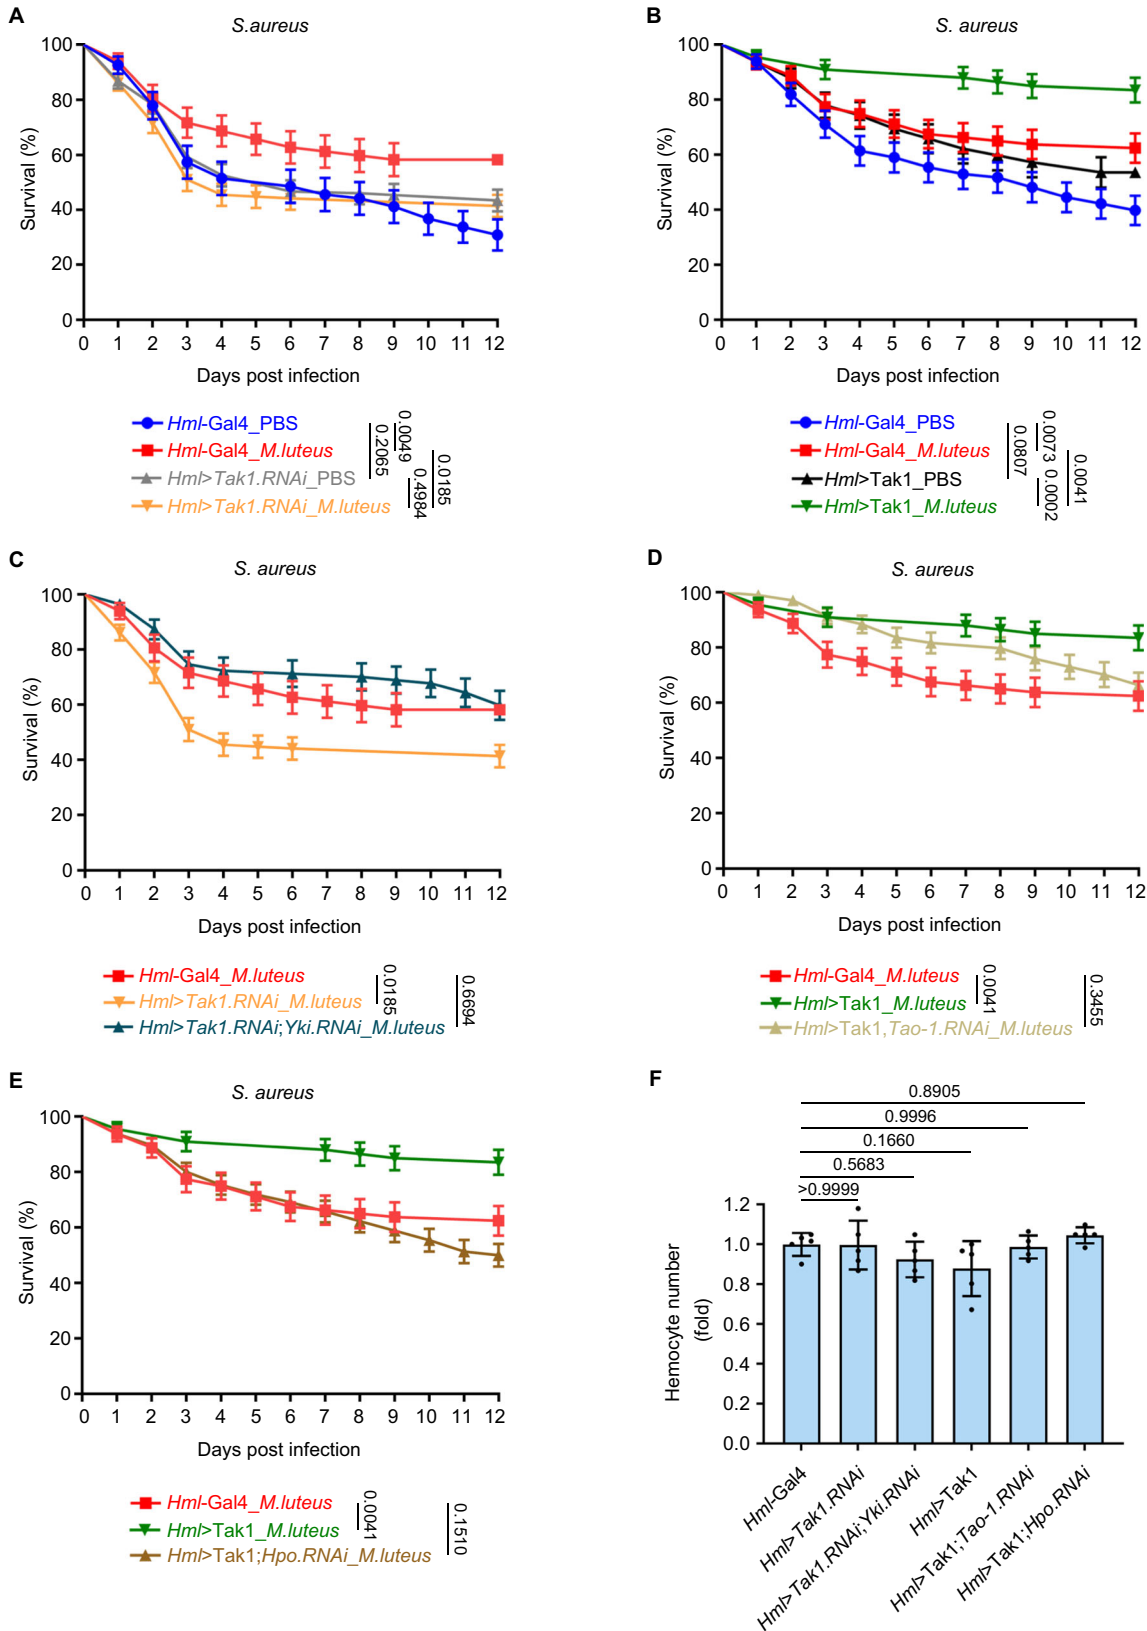 A
S.aureus
100
80
60
40
20
0
Survival (%)
0 1 2 3 4 5 6 7 8 9 10 11 12
Days post infection
Hml-Gal4_PBS
Hml-Gal4_M.luteus
Hml>Tak1.RNAi_PBS
Hml>Tak1.RNAi_M.luteus
0.2065
0.0049
0.4984
0.0185
B
S. aureus
100
80
60
40
20
0
Survival (%)
0 1 2 3 4 5 6 7 8 9 10 11 12
Days post infection
Hml-Gal4_PBS
Hml-Gal4_M.luteus
Hml>Tak1_PBS
Hml>Tak1_M.luteus
0.0807
0.0073
0.0002
0.0041
C
S. aureus
100
80
60
40
20
0
Survival (%)
0 1 2 3 4 5 6 7 8 9 10 11 12
Days post infection
Hml-Gal4_M.luteus
Hml>Tak1.RNAi_M.luteus
Hml>Tak1.RNAi;Yki.RNAi_M.luteus
0.0185
0.6694
D
S. aureus
100
80
60
40
20
0
Survival (%)
0 1 2 3 4 5 6 7 8 9 10 11 12
Days post infection
Hml-Gal4_M.luteus
Hml>Tak1_M.luteus
Hml>Tak1,Tao-1.RNAi_M.luteus
0.0041
0.3455
E
S. aureus
100
80
60
40
20
0
Survival (%)
0 1 2 3 4 5 6 7 8 9 10 11 12
Days post infection
Hml-Gal4_M.luteus
Hml>Tak1_M.luteus
Hml>Tak1;Hpo.RNAi_M.luteus
0.0041
0.1510
F
0.8905
0.9996
0.1660
0.5683
>0.9999
1.2
1.0
0.8
0.6
0.4
0.2
0.0
Hemocyte number
(fold)
Hml-Gal4
Hml>Tak1.RNAi
Hml>Tak1.RNAi;Yki.RNAi
Hml>Tak1
Hml>Tak1;Tao-1.RNAi
Hml>Tak1;Hpo.RNAi